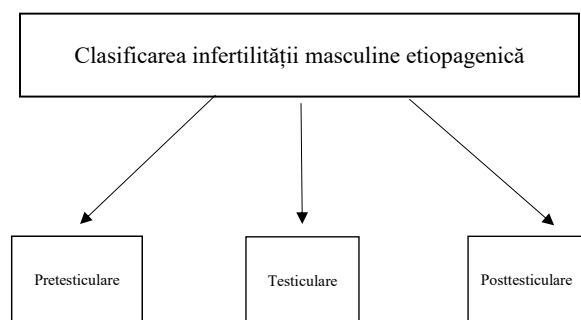 Clasificarea infertilității masculine etiopagenică
Pretesticulare
Testiculare
Posttesticulare